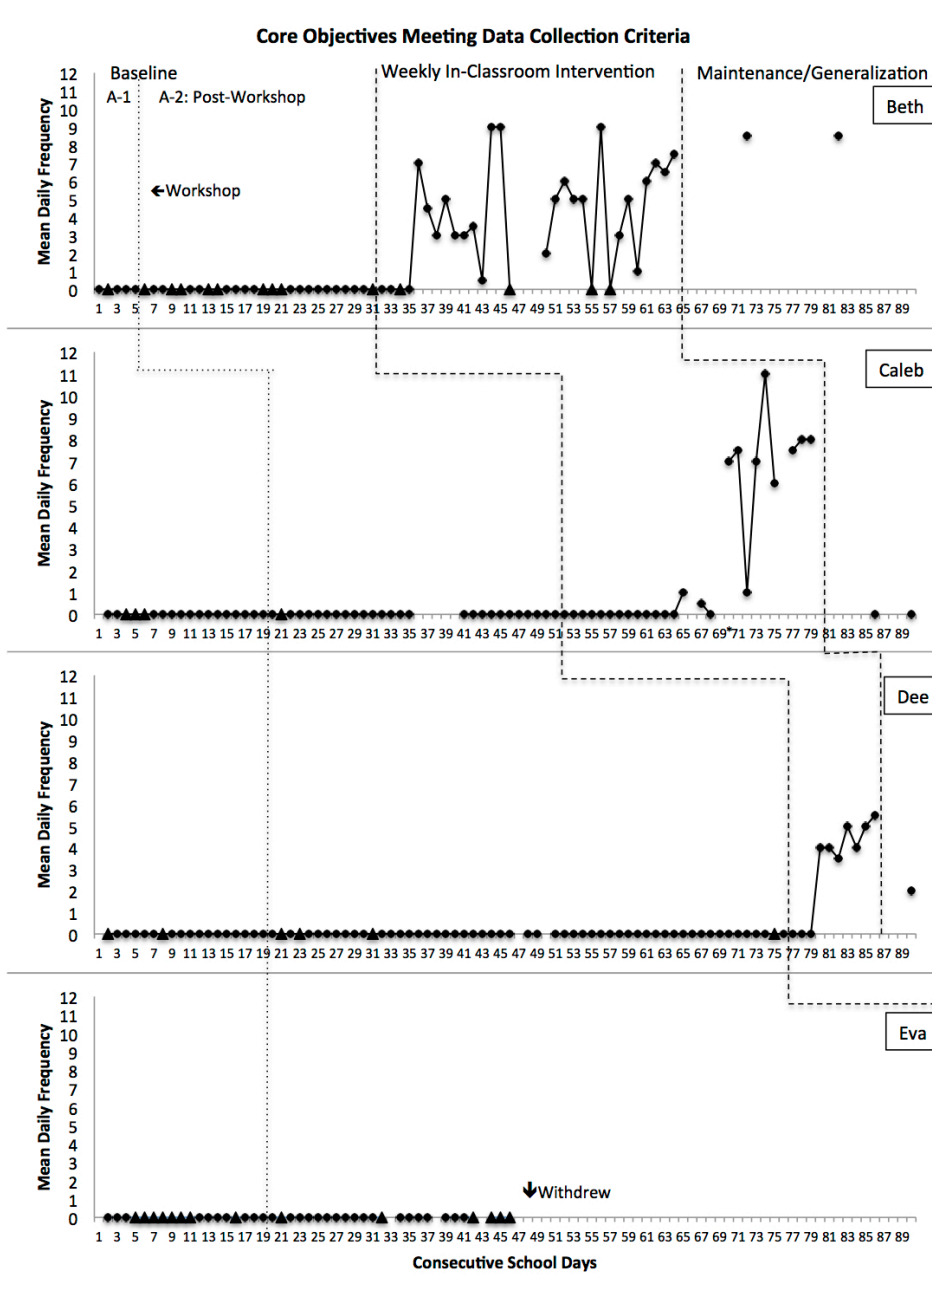 Core Objectives Meeting Data Collection Criteria
Baseline
Weekly In-Classroom Intervention
Maintenance/Generalization
A-1
A-2: Post-Workshop
Beth
Workshop
Mean Daily Frequency
12
11
10
9
8
7
6
5
4
3
2
1
0
1 3 5 7 9 11 13 15 17 19 21 23 25 27 29 31 33 35 37 39 41 43 45 47 49 51 53 55 57 59 61 63 65 67 69 71 73 75 77 79 81 83 85 87 89
Caleb
Mean Daily Frequency
12
11
10
9
8
7
6
5
4
3
2
1
0
1 3 5 7 9 11 13 15 17 19 21 23 25 27 29 31 33 35 37 39 41 43 45 47 49 51 53 55 57 59 61 63 65 67 69 * 71 73 75 77 79 81 83 85 87 89
Dee
Mean Daily Frequency
12
11
10
9
8
7
6
5
4
3
2
1
0
1 3 5 7 9 11 13 15 17 19 21 23 25 27 29 31 33 35 37 39 41 43 45 47 49 51 53 55 57 59 61 63 65 67 69 71 73 75 77 79 81 83 85 87 89
Eva
Mean Daily Frequency
12
11
10
9
8
7
6
5
4
3
2
1
0
Withdrew
1 3 5 7 9 11 13 15 17 19 21 23 25 27 29 31 33 35 37 39 41 43 45 47 49 51 53 55 57 59 61 63 65 67 69 71 73 75 77 79 81 83 85 87 89
Consecutive School Days